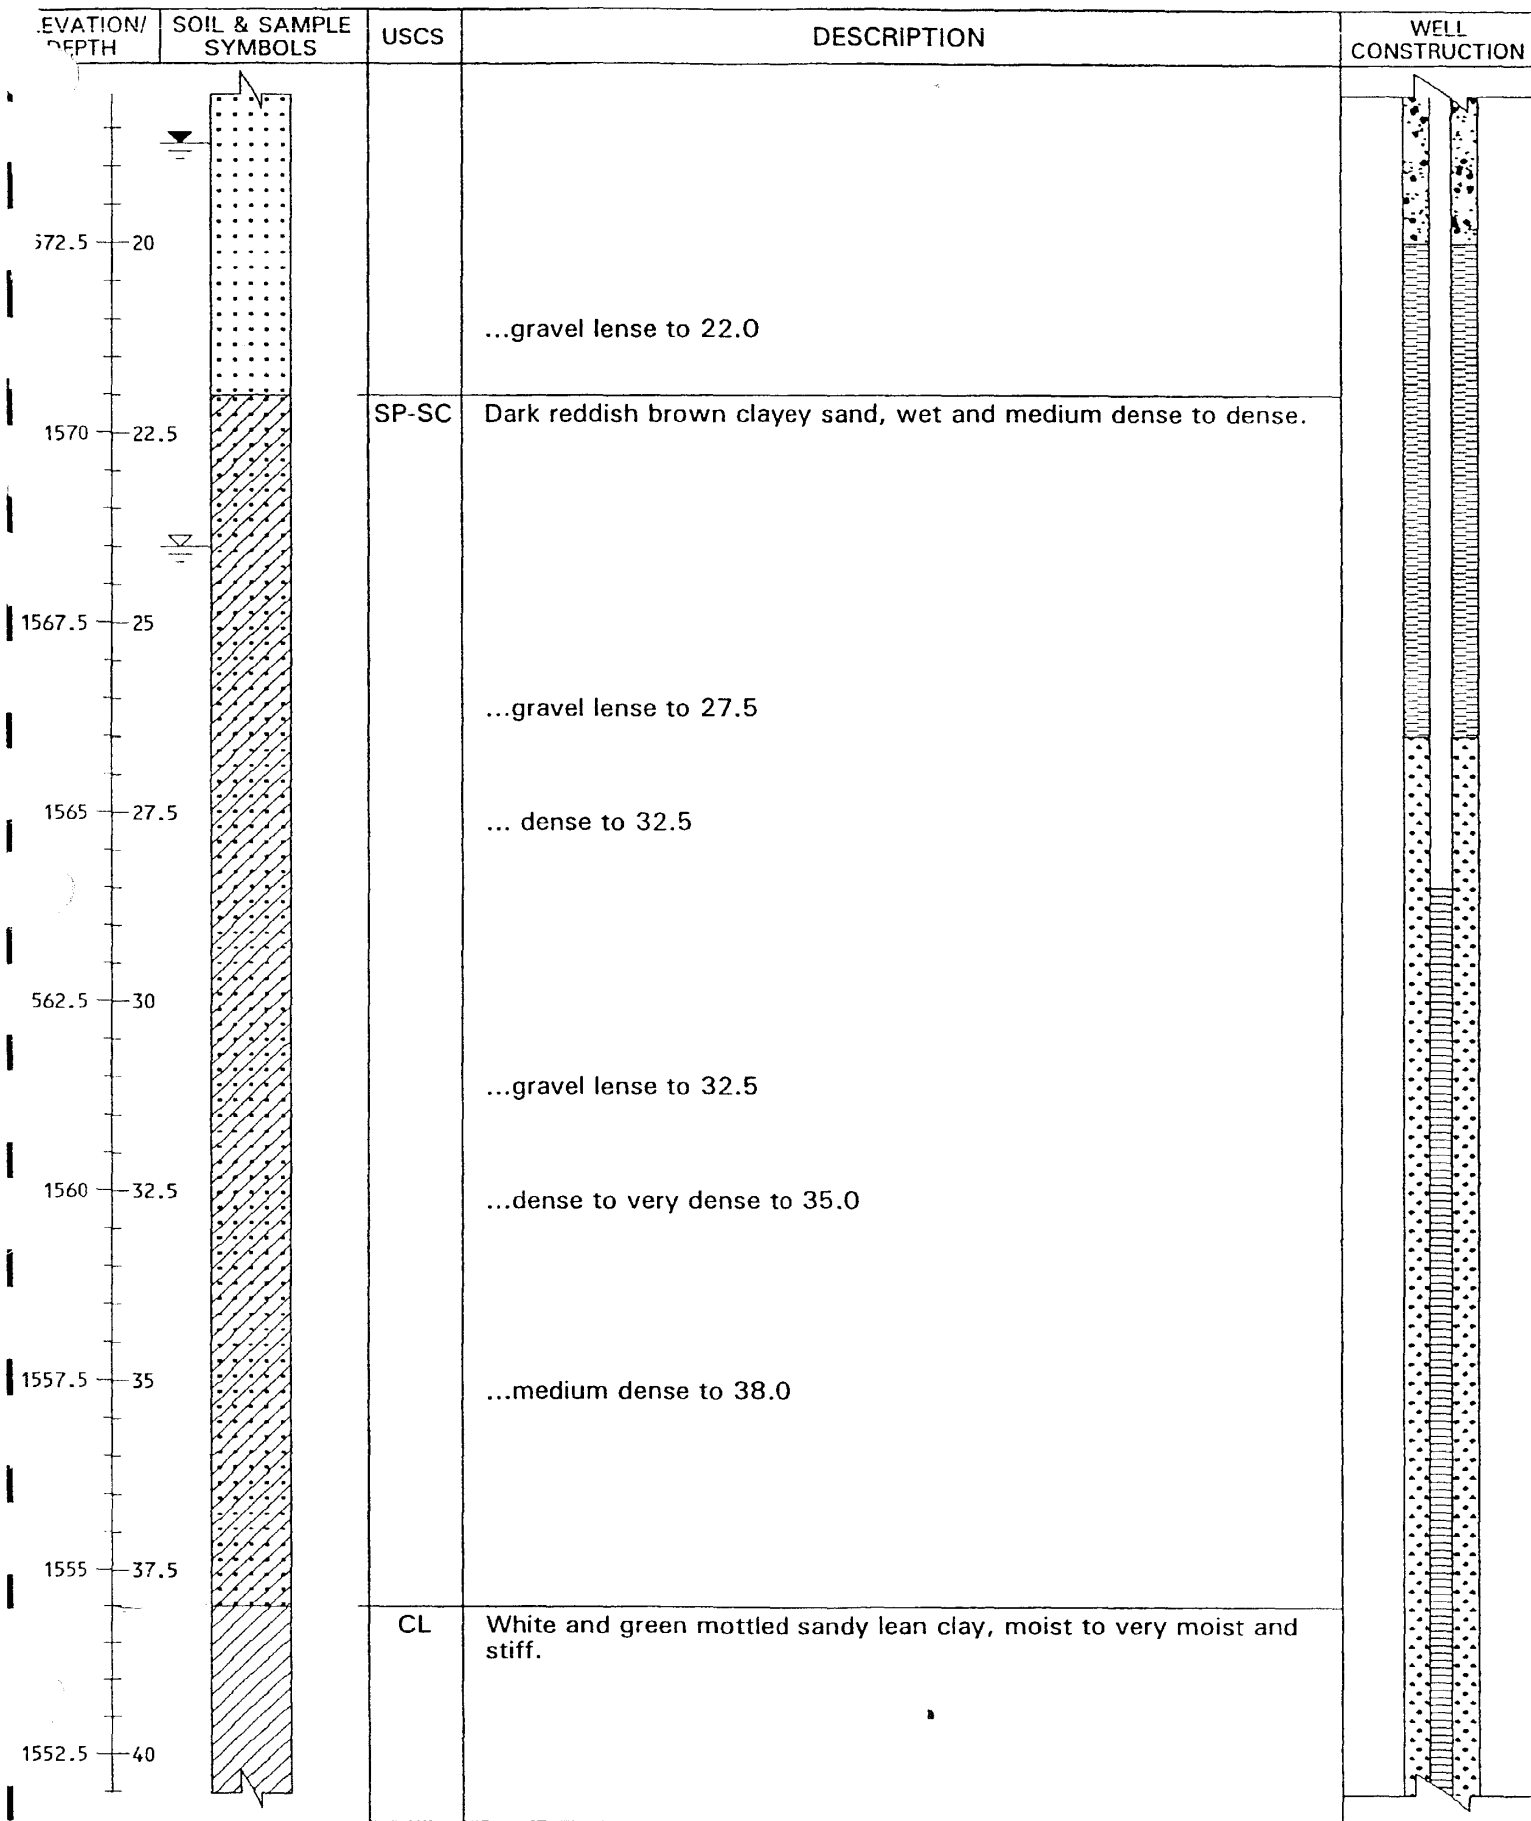 .EVATION/ SOIL & SAMPLE USCS DESCRIPTION WELL
DEPTH SYMBOLS CONSTRUCTION
572.5 20
...gravel lense to 22.0
SP-SC Dark reddish brown clayey sand, wet and medium dense to dense.
1570 22.5
1567.5 25
...gravel lense to 27.5
1565 27.5
... dense to 32.5
562.5 30
...gravel lense to 32.5
1560 32.5
...dense to very dense to 35.0
1557.5 35
...medium dense to 38.0
1555 37.5
CL White and green mottled sandy lean clay, moist to very moist and
stiff.
1552.5 40